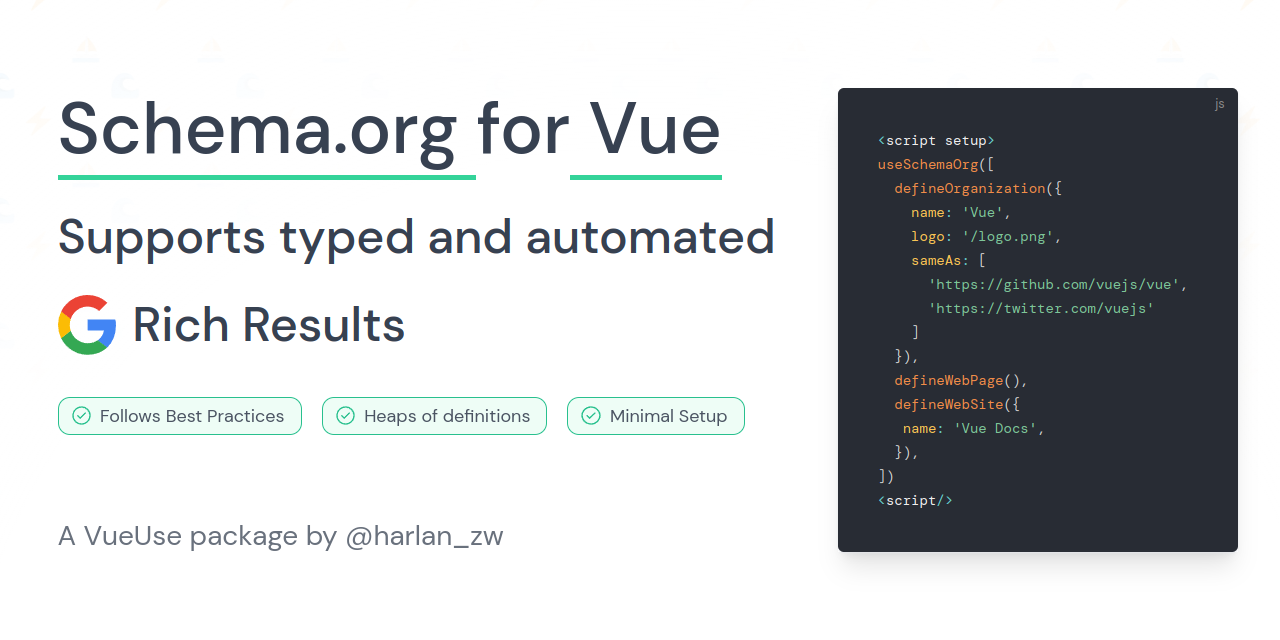 Schema.org for Vue
Supports typed and automated
Rich Results
Follows Best Practices
Heaps of definitions
Minimal Setup
A VueUse package by @harlan_zw
js
<script setup>
useSchemaOrg([
  defineOrganization({
    name: 'Vue',
    logo: '/logo.png',
    sameAs: [
      'https://github.com/vuejs/vue',
      'https://twitter.com/vuejs'
    ]
  }),
  defineWebPage(),
  defineWebSite({
   name: 'Vue Docs',
  }),
])
<script/>